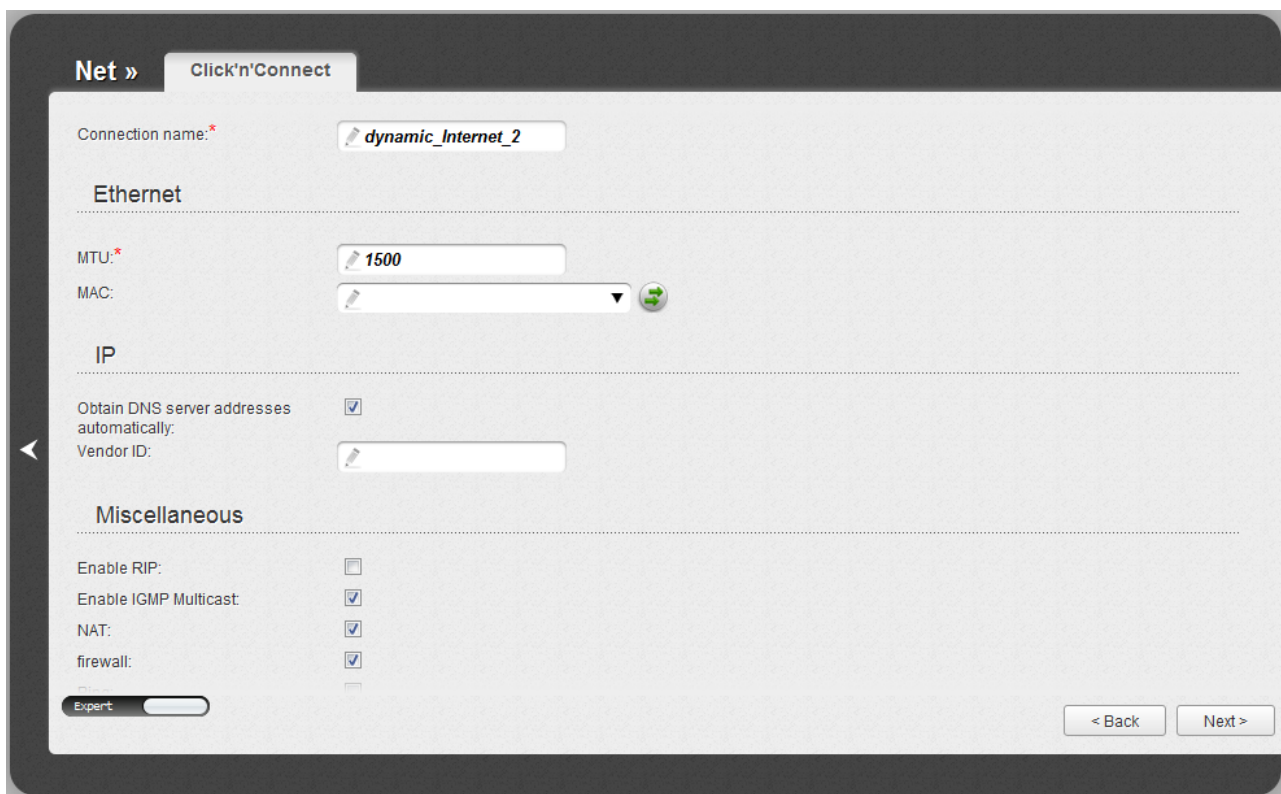 Net » Click'n'Connect
Connection name:* dynamic_Internet_2
Ethernet
MTU:* 1500
MAC:
IP
Obtain DNS server addresses
automatically:
Vendor ID:
Miscellaneous
Enable RIP:
Enable IGMP Multicast:
NAT:
firewall:
Ping
Expert
< Back Next >